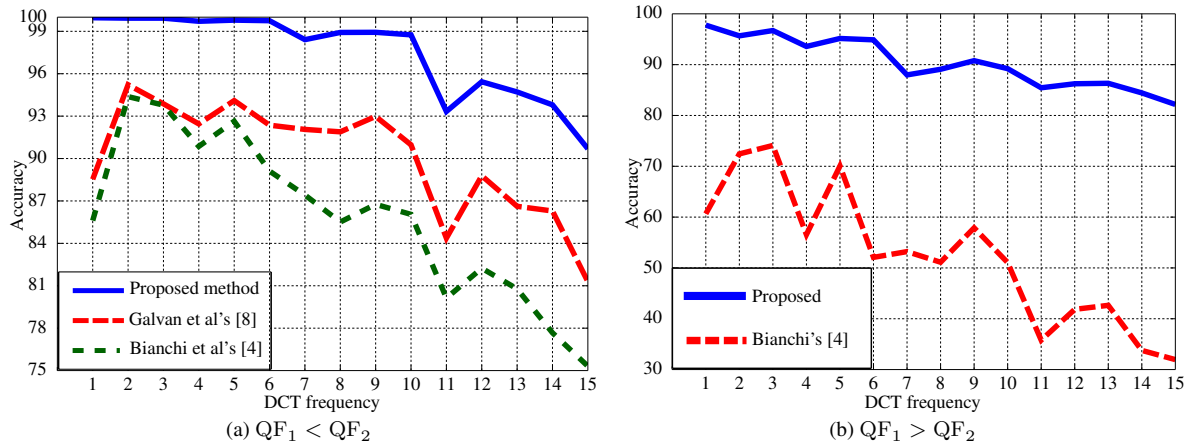 100
99
96
93
90
87
84
81
78
75
Accuracy
Proposed method
Galvan et al's [8]
Bianchi et al's [4]
1 2 3 4 5 6 7 8 9 10 11 12 13 14 15
DCT frequency
(a) QF1 < QF2
100
90
80
70
60
50
40
30
Accuracy
Proposed
Bianchi's [4]
1 2 3 4 5 6 7 8 9 10 11 12 13 14 15
DCT frequency
(b) QF1 > QF2